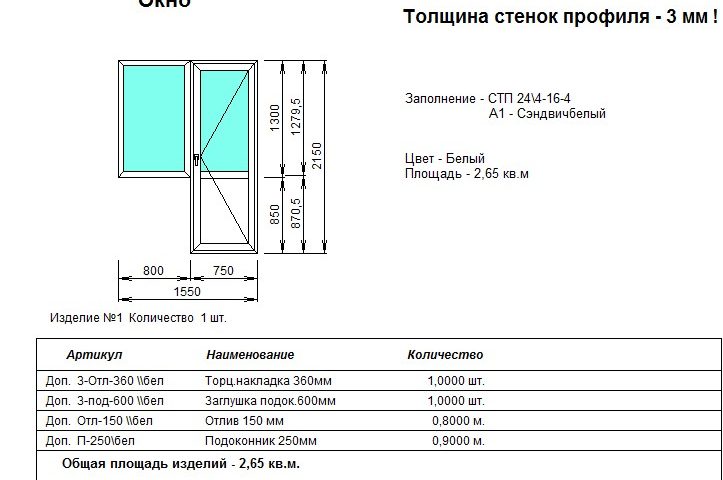 Окно
Толщина стенок профиля - 3 мм !
Заполнение - СТП 24\4-16-4
А1 - Сэндвичбелый
Цвет - Белый
Площадь - 2,65 кв.м
1300
1279,5
2150
850
870,5
800
750
1550
Изделие №1 Количество 1 шт.
Артикул Наименование Количество
Доп. З-Отл-360 \\бел Торц.накладка 360мм 1,0000 шт.
Доп. З-под-600 \\бел Заглушка подок.600мм 1,0000 шт.
Доп. Отл-150 \\бел Отлив 150 мм 0,8000 м.
Доп. П-250\бел Подоконник 250мм 0,9000 м.
Общая площадь изделий - 2,65 кв.м.